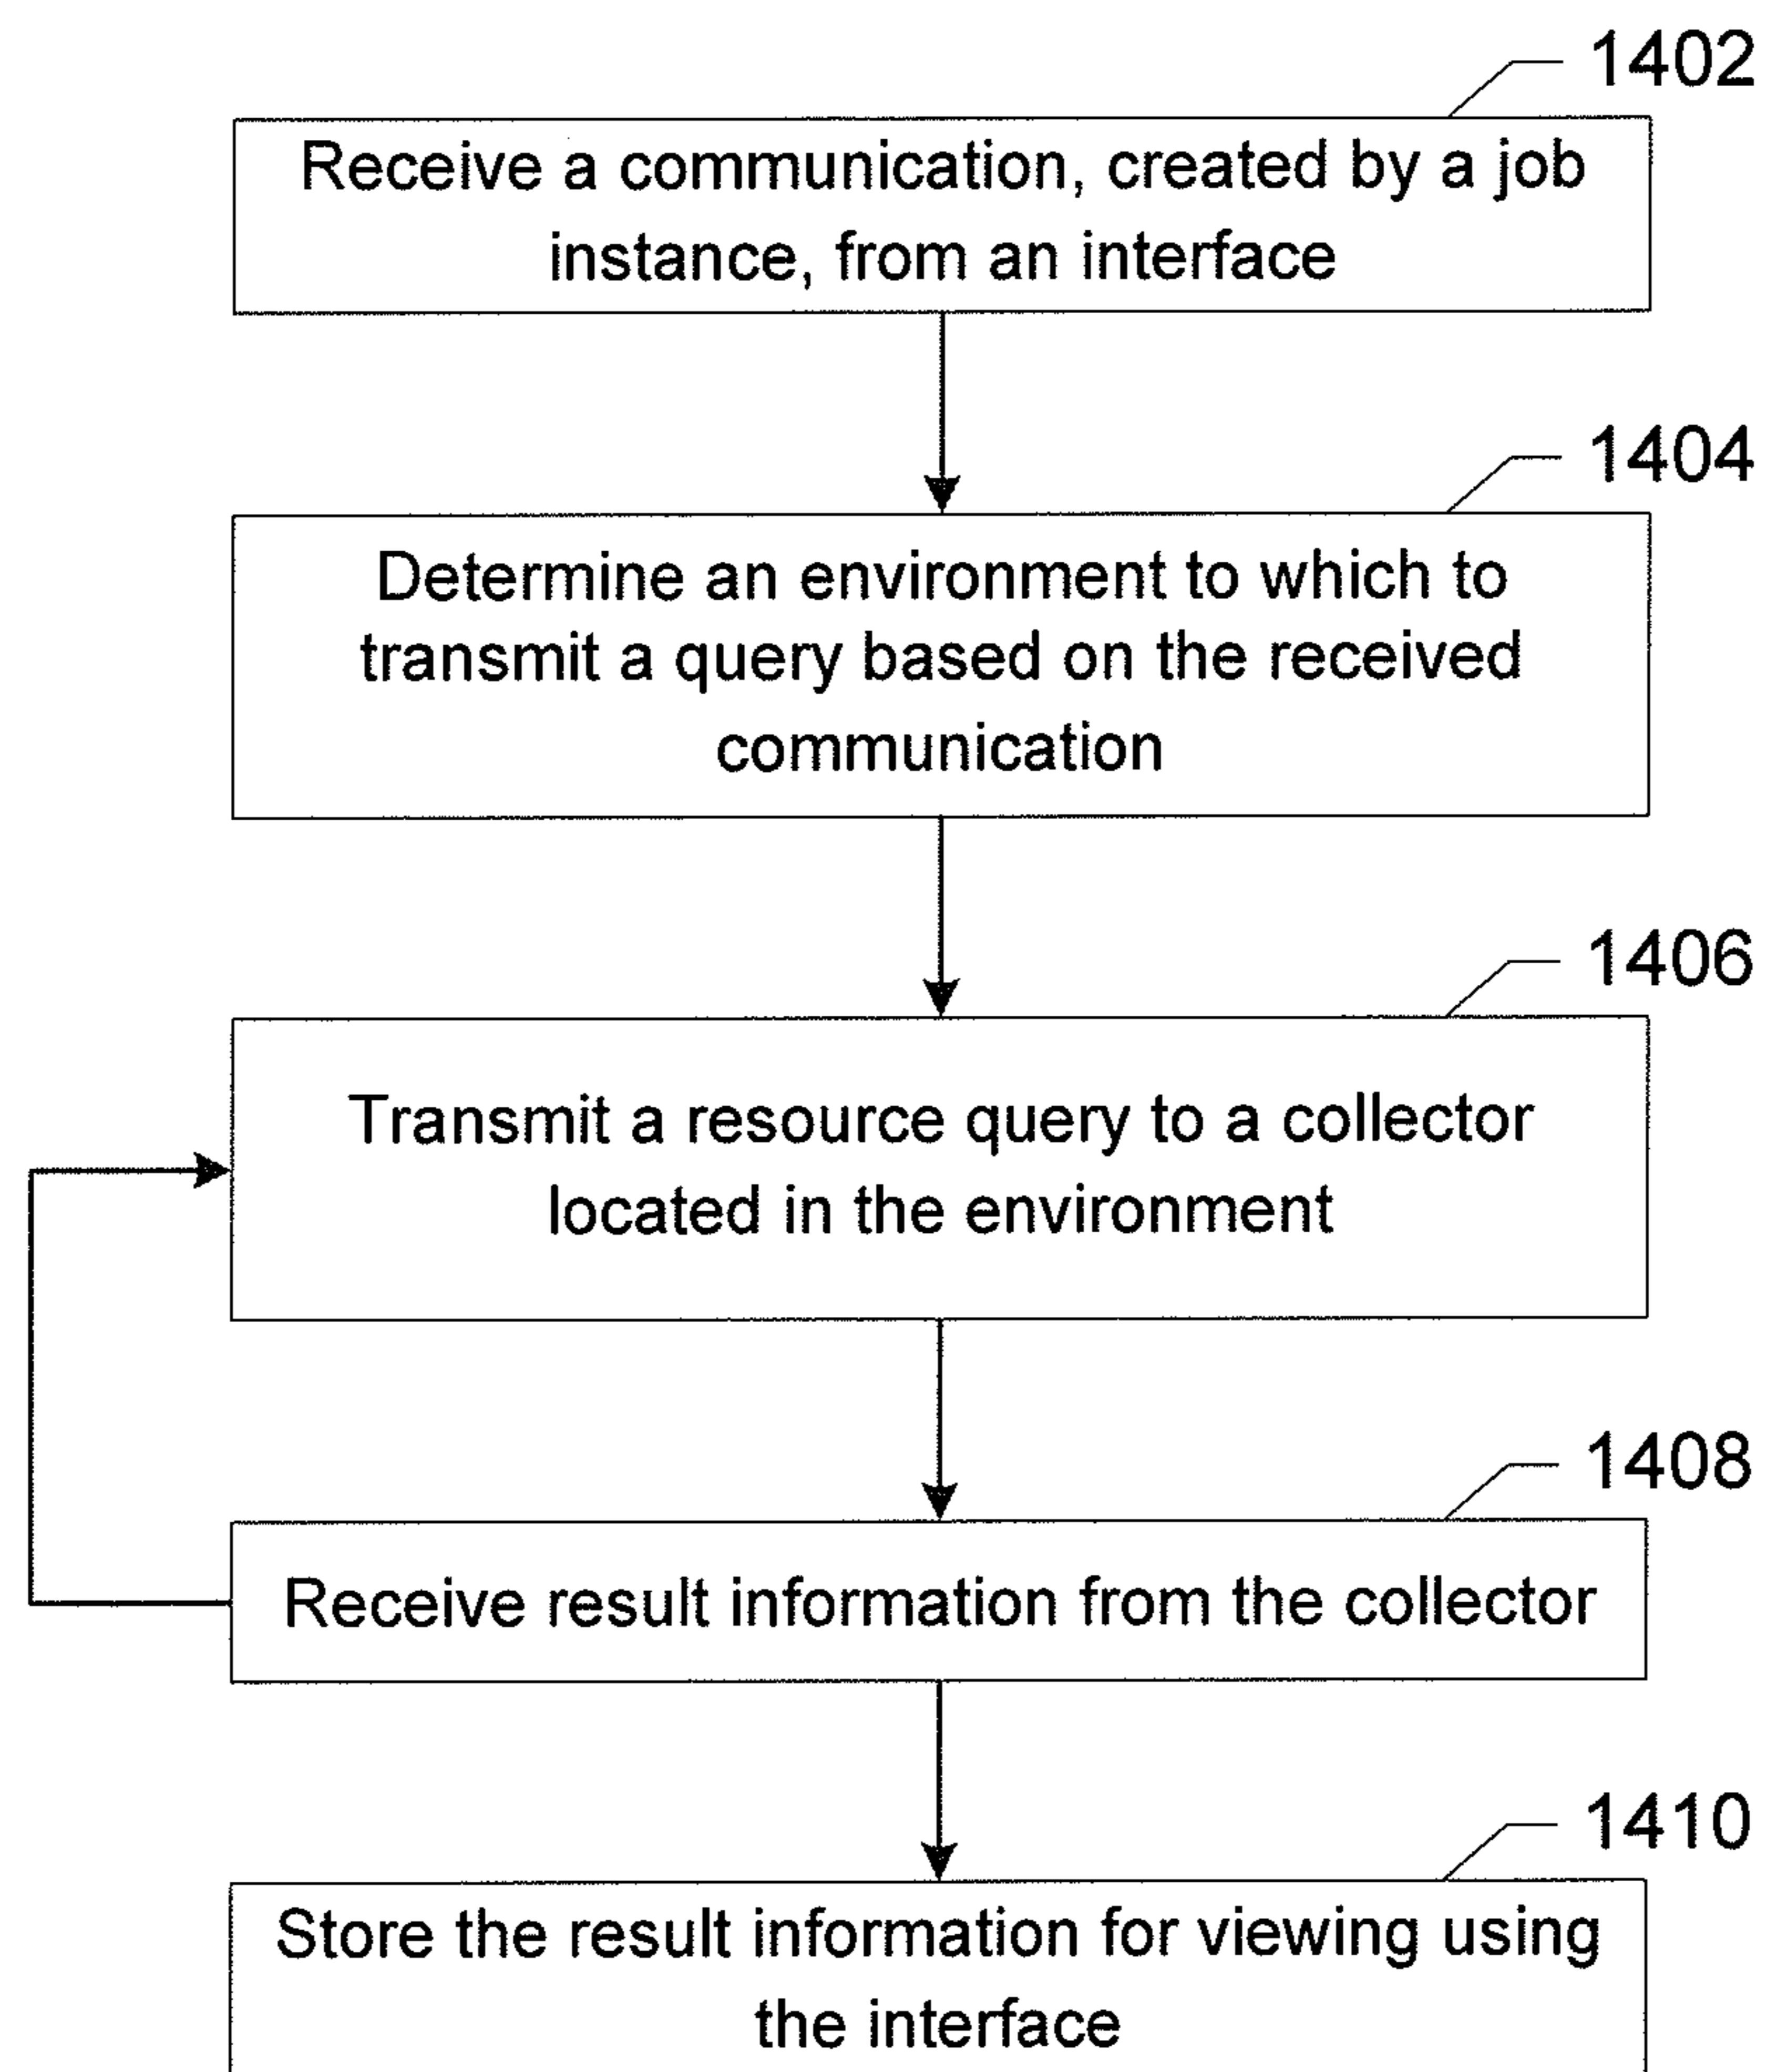 1402
Receive a communication, created by a job
instance, from an interface
1404
Determine an environment to which to
transmit a query based on the received
communication
1406
Transmit a resource query to a collector
located in the environment
1408
Receive result information from the collector
1410
Store the result information for viewing using
the interface